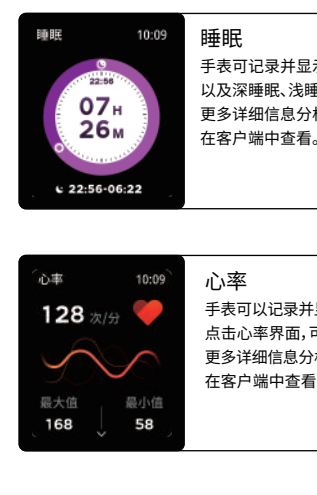 睡眠 10:09
22:56
07H
26M
22:56-06:22
睡眠
手表可记录并显
以及深睡眠、浅睡
更多详细信息分
在客户端中查看。
心率 10:09
128 次/分
最大值 最小值
168 58
心率
手表可以记录并
点击心率界面,可
更多详细信息分
在客户端中查看